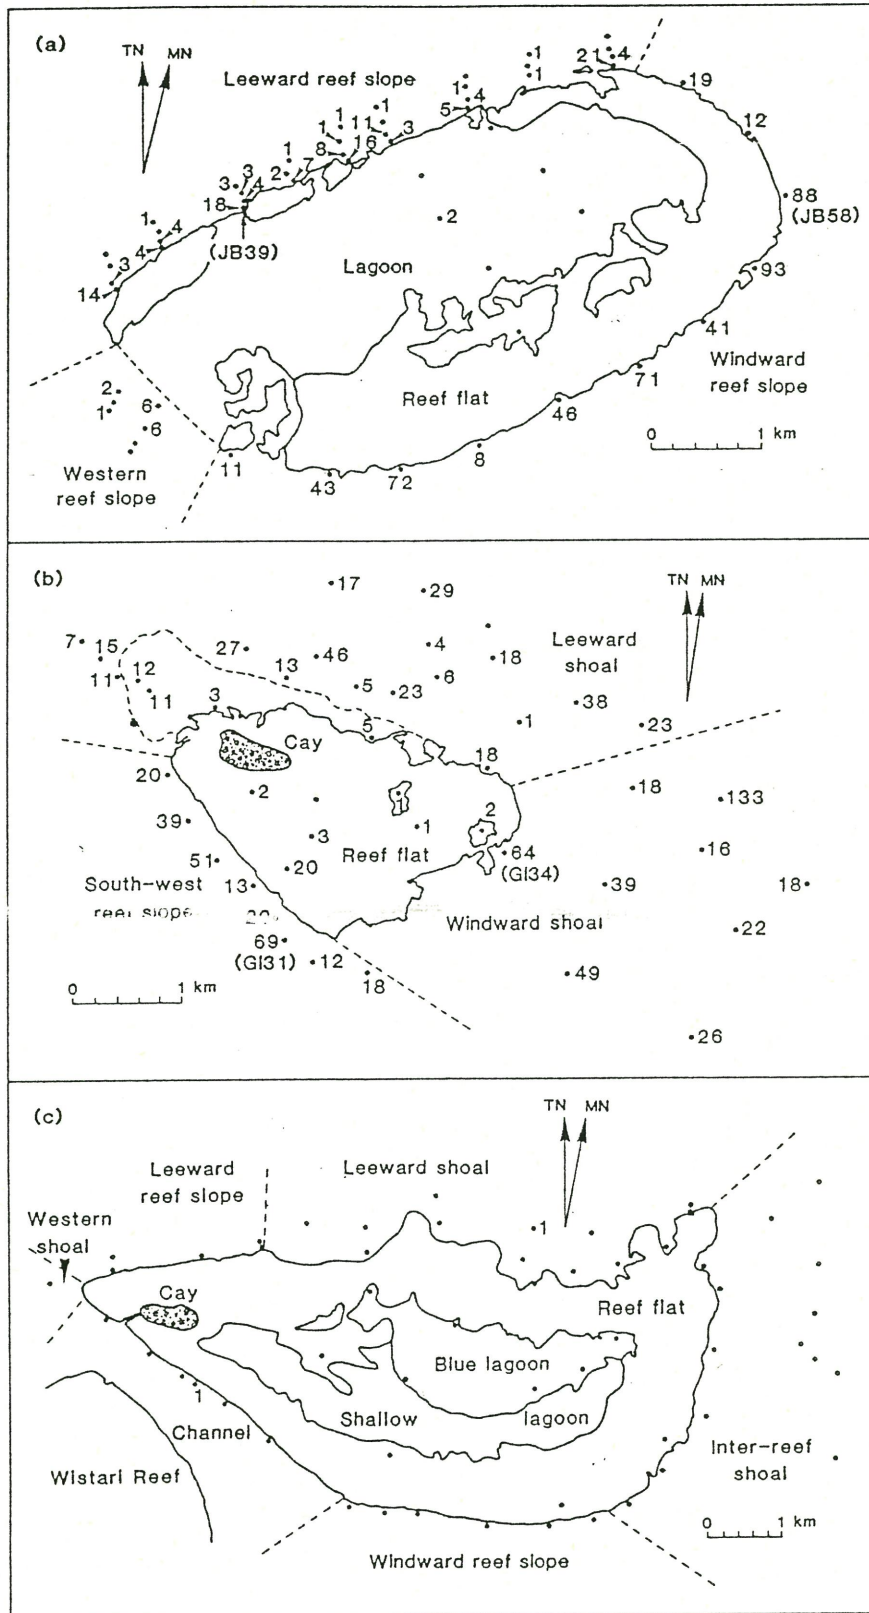 (a)
TN MN
Leeward reef slope
1
1
2 1 4
19
12
88
(JB58)
93
41
71
46
8
72
43
11
1
5 4
1
11
3
1
1
8 16
1
2 7
3 3
4
18
(JB39)
1 4
4
3
14
2
Lagoon
Reef flat
Windward
reef slope
0 1 km
2
1
6
6
Western
reef slope
(b)
TN MN
17
29
7 15
11 12
11
27
46
13
4
18
6
5
23
Leeward
shoal
38
1
23
3
5
18
Cay
20
2
1
2
1
3
20
Reef flat
64
(GI34)
39
51
13
South-west
69
(GI31)
12
18
Windward shoal
18
133
16
39
18
22
49
26
0 1 km
(c)
TN MN
Leeward
reef slope
Leeward shoal
Western
shoal
1
Cay
Reef flat
Blue lagoon
Shallow lagoon
1
Channel
Wistari Reef
Inter-reef
shoal
0 1 km
Windward reef slope